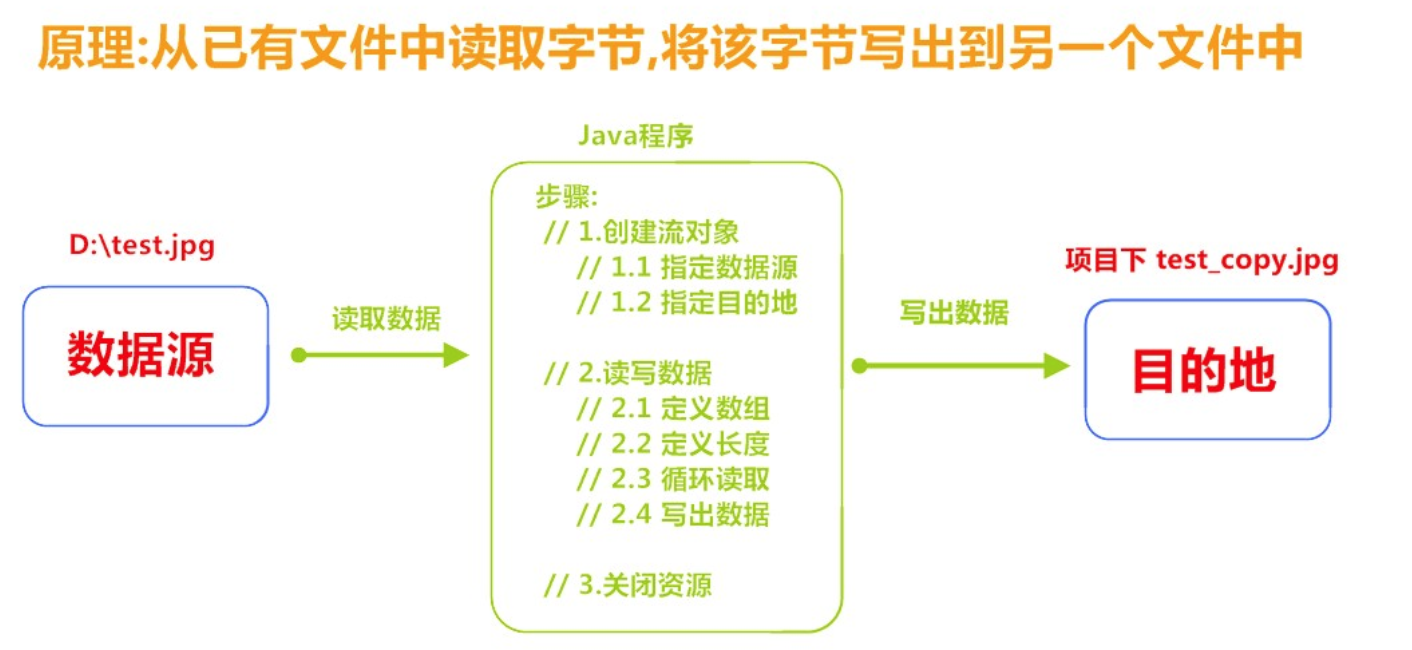 原理:从已有文件中读取字节,将该字节写出到另一个文件中
Java程序
D:\test.jpg
数据源
读取数据
步骤:
// 1.创建流对象
// 1.1 指定数据源
// 1.2 指定目的地
// 2.读写数据
// 2.1 定义数组
// 2.2 定义长度
// 2.3 循环读取
// 2.4 写出数据
// 3.关闭资源
写出数据
项目下 test_copy.jpg
目的地